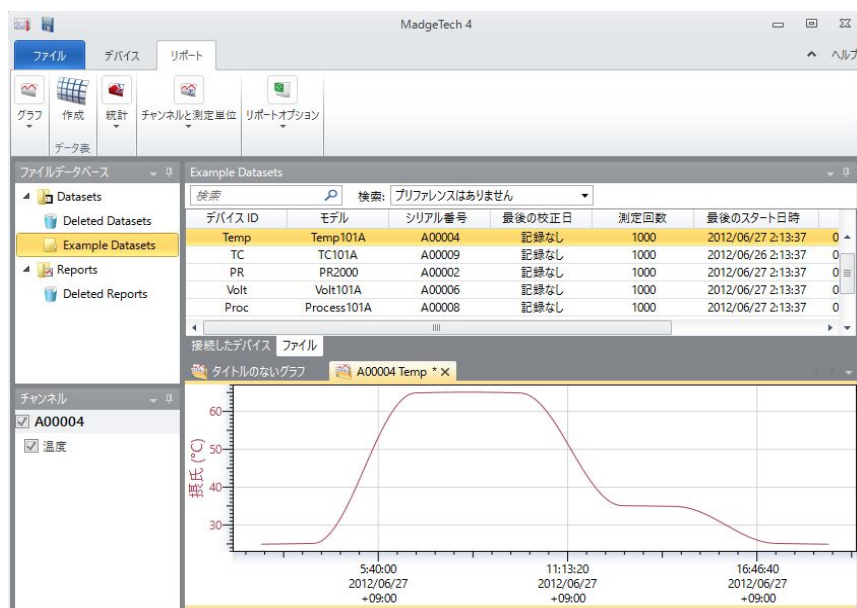 MadgeTech 4
ファイル デバイス リポート ヘルプ
グラフ 作成 統計 チャンネルと測定単位 リポートオプション
データ表
ファイルデータベース
Datasets
Deleted Datasets
Example Datasets
Reports
Deleted Reports
チャンネル
A00004
温度
Example Datasets
検索 検索: プリファレンスはありません
デバイス ID モデル シリアル番号 最後の校正日 測定回数 最後のスタート日時
Temp Temp101A A00004 記録なし 1000 2012/06/27 2:13:37 0
TC TC101A A00009 記録なし 1000 2012/06/26 2:13:37 0
PR PR2000 A00002 記録なし 1000 2012/06/27 2:13:37 0
Volt Volt101A A00006 記録なし 1000 2012/06/27 2:13:37 0
Proc Process101A A00008 記録なし 1000 2012/06/27 2:13:37 0
接続したデバイス ファイル
タイトルのないグラフ A00004 Temp *
摂氏 (°C)
60
50
40
30
5:40:00 11:13:20 16:46:40
2012/06/27 2012/06/27 2012/06/27
+09:00 +09:00 +09:00